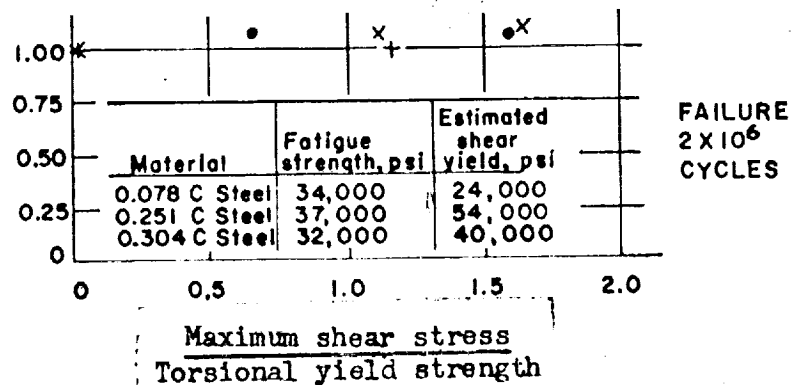 1.00
0.75
0.50
0.25
0
FAILURE
2 X 10⁶
CYCLES
Material
Fatigue
strength, psi
Estimated
shear
yield, psi
0.078 C Steel 34,000 24,000
0.251 C Steel 37,000 54,000
0.304 C Steel 32,000 40,000
0 0.5 1.0 1.5 2.0
Maximum shear stress
Torsional yield strength